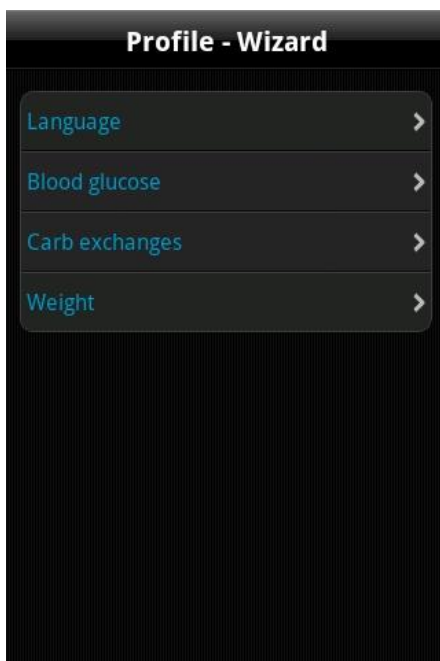 Profile - Wizard
Language
Blood glucose
Carb exchanges
Weight